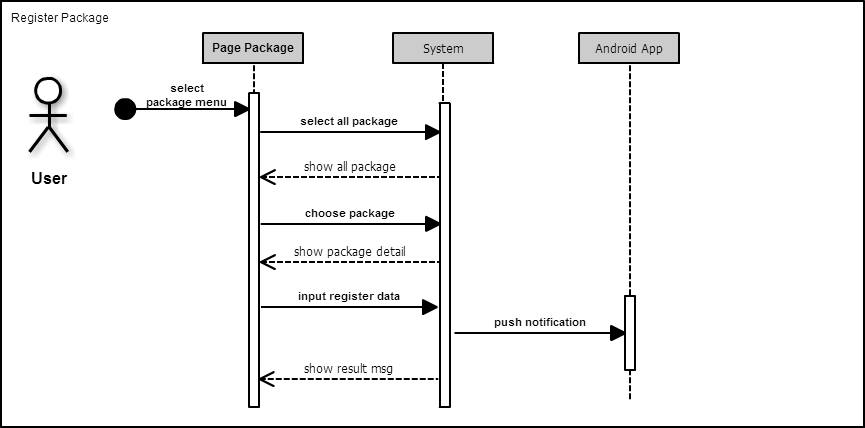 Register Package
Page Package
System
Android App
select
package menu
User
select all package
show all package
choose package
show package detail
input register data
push notification
show result msg